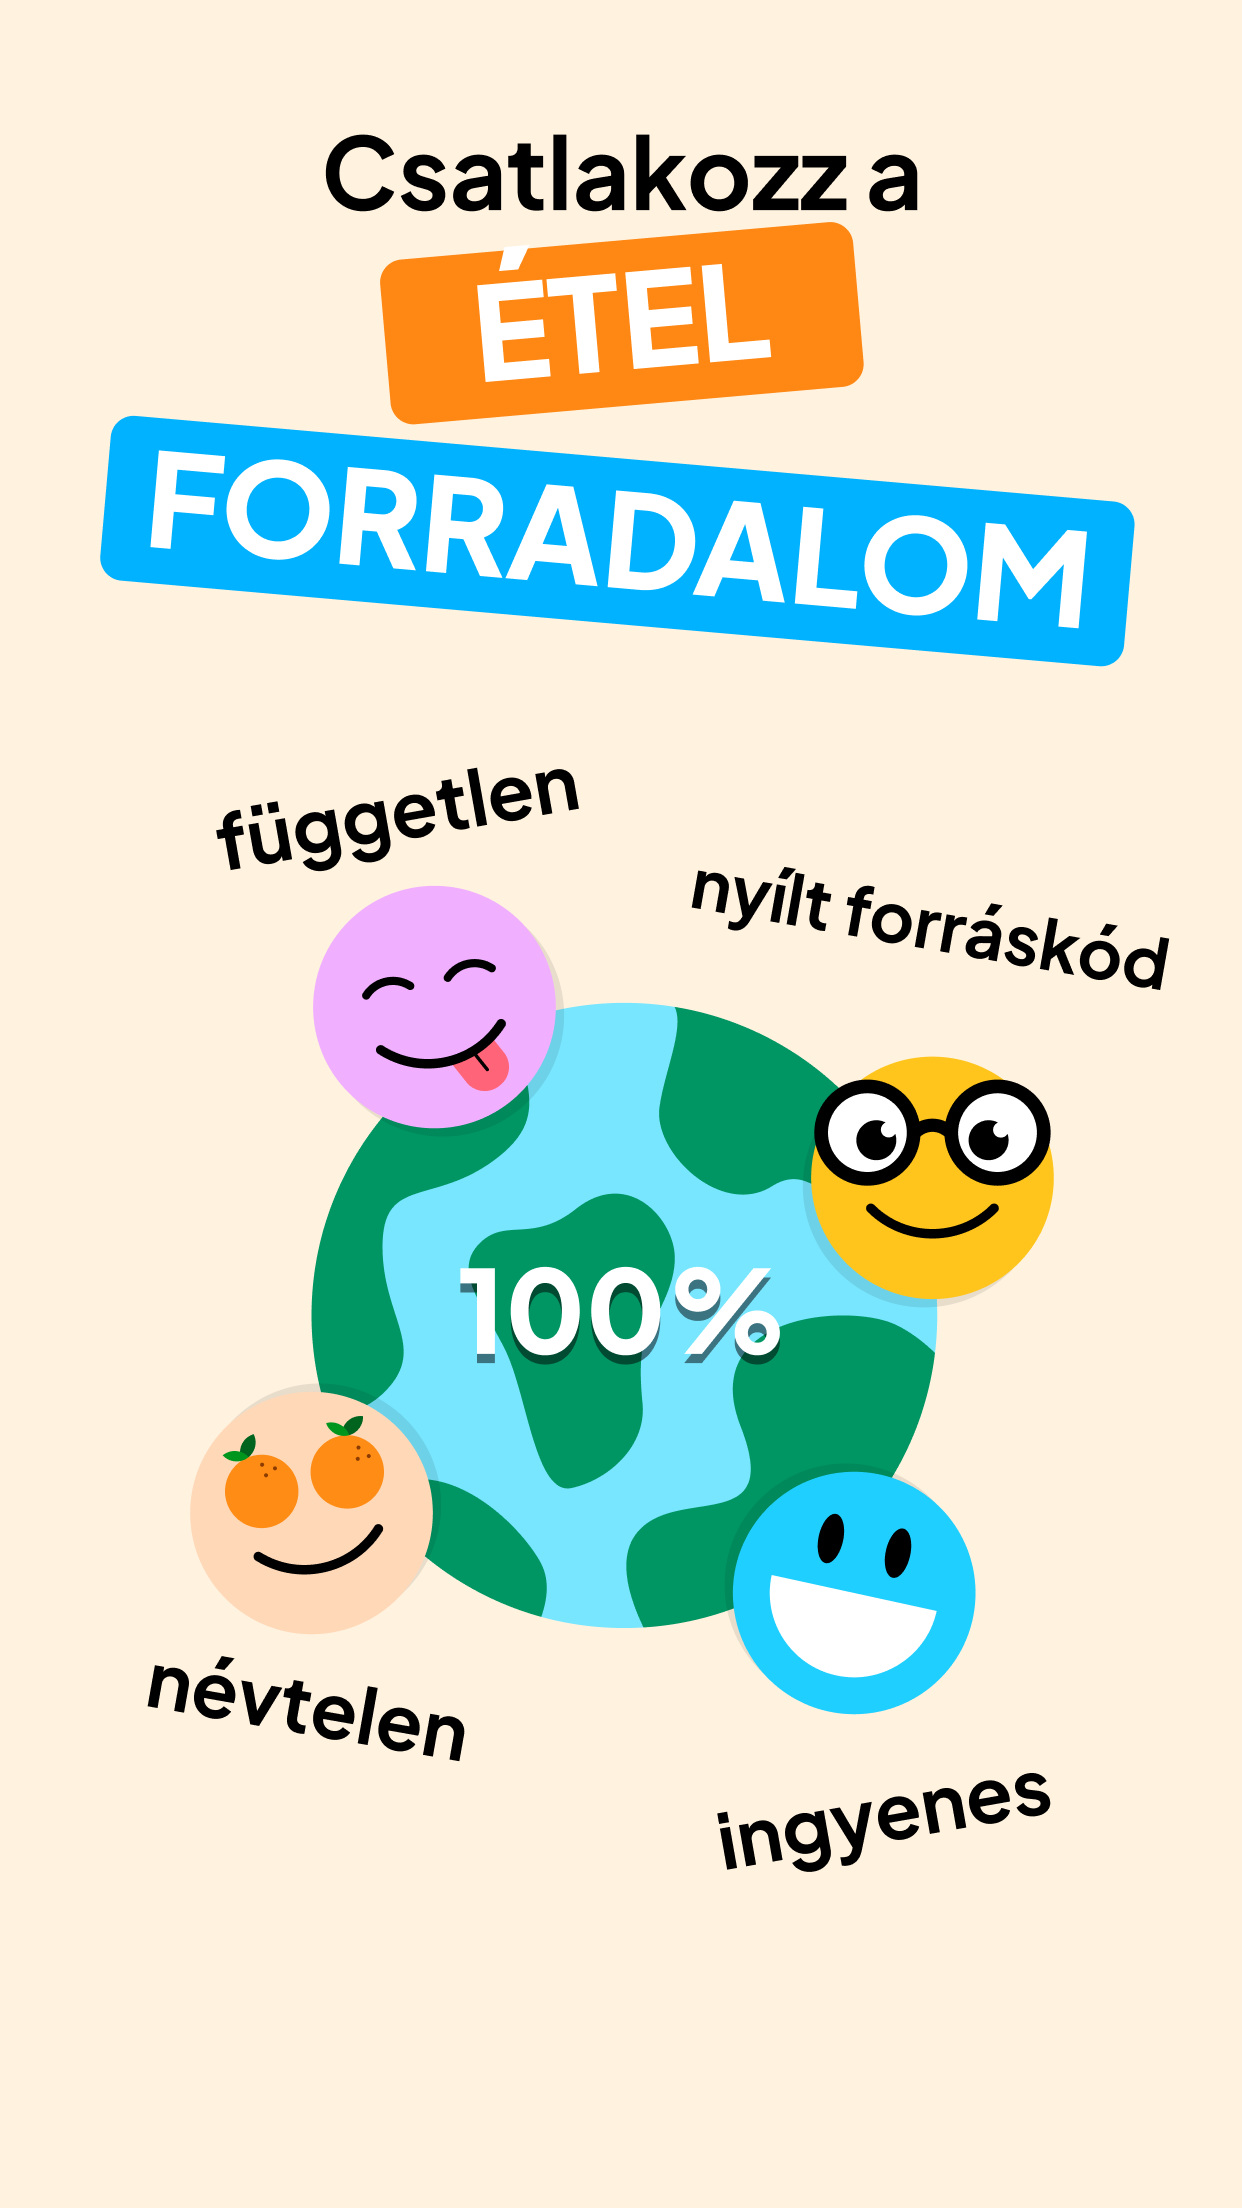 Csatlakozz a
ÉTEL
FORRADALOM
független
nyílt forráskód
100%
névtelen
ingyenes